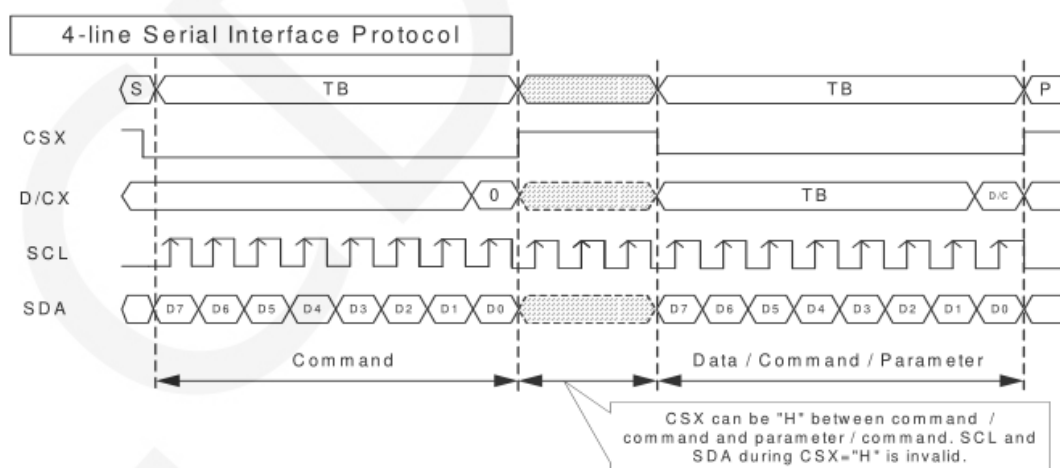 4-line Serial Interface Protocol
S TB TB P
CSX
D/CX 0 TB D/C
SCL
SDA D7 D6 D5 D4 D3 D2 D1 D0 D7 D6 D5 D4 D3 D2 D1 D0
Command Data / Command / Parameter
CSX can be "H" between command /
command and parameter / command. SCL and
SDA during CSX="H" is invalid.